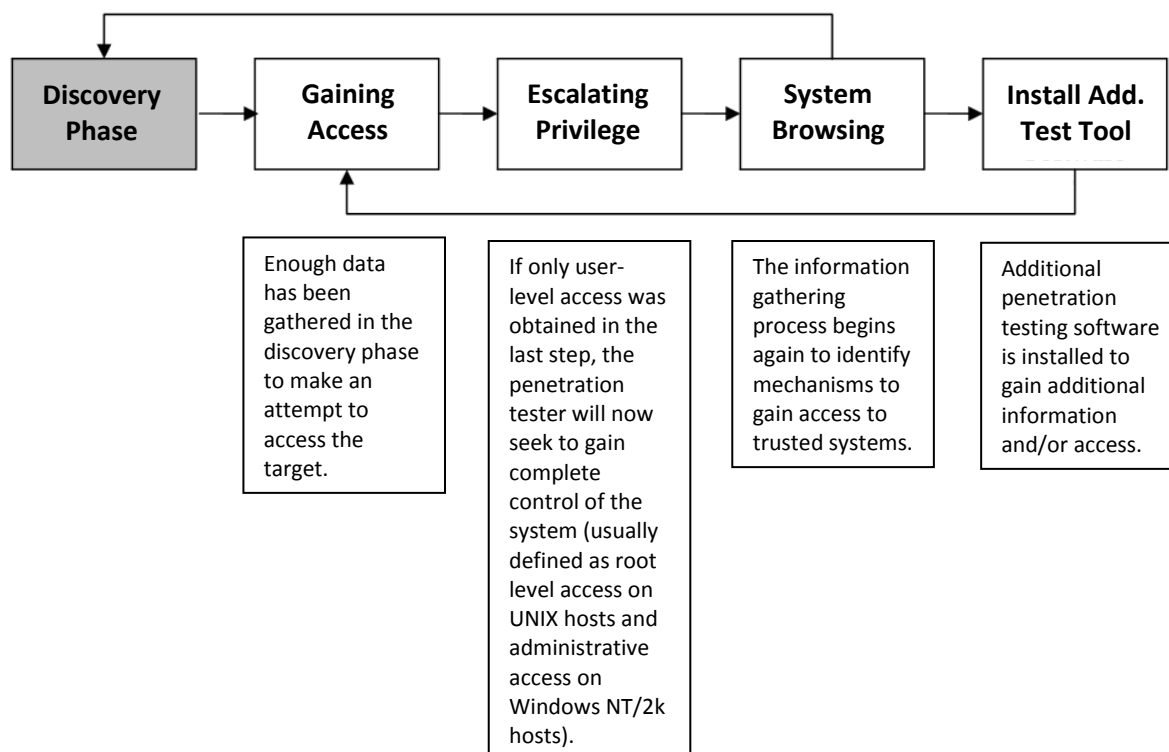 Discovery
Phase
Gaining
Access
Escalating
Privilege
System
Browsing
Install Add.
Test Tool
Enough data
has been
gathered in the
discovery phase
to make an
attempt to
access the
target.
If only user-
level access was
obtained in the
last step, the
penetration
tester will now
seek to gain
complete
control of the
system (usually
defined as root
level access on
UNIX hosts and
administrative
access on
Windows NT/2k
hosts).
The information
gathering
process begins
again to identify
mechanisms to
gain access to
trusted systems.
Additional
penetration
testing software
is installed to
gain additional
information
and/or access.